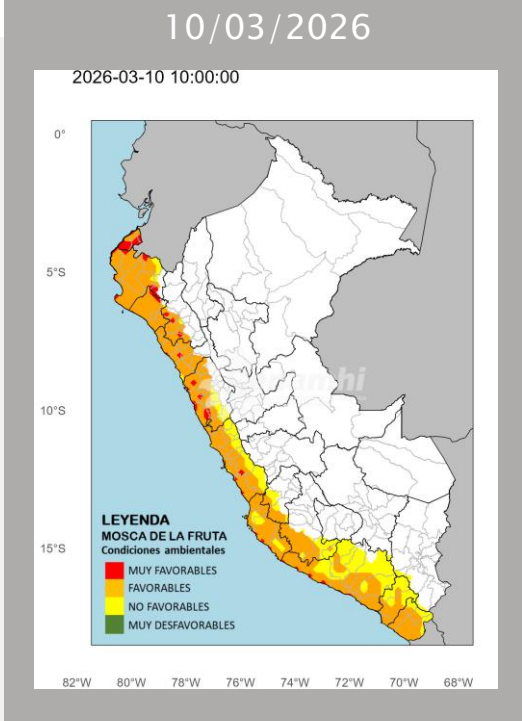 10/03/2026
2026-03-10 10:00:00
0°
5°S
10°S
15°S
senamhi
LEYENDA
MOSCA DE LA FRUTA
Condiciones ambientales
MUY FAVORABLES
FAVORABLES
NO FAVORABLES
MUY DESFAVORABLES
82°W 80°W 78°W 76°W 74°W 72°W 70°W 68°W